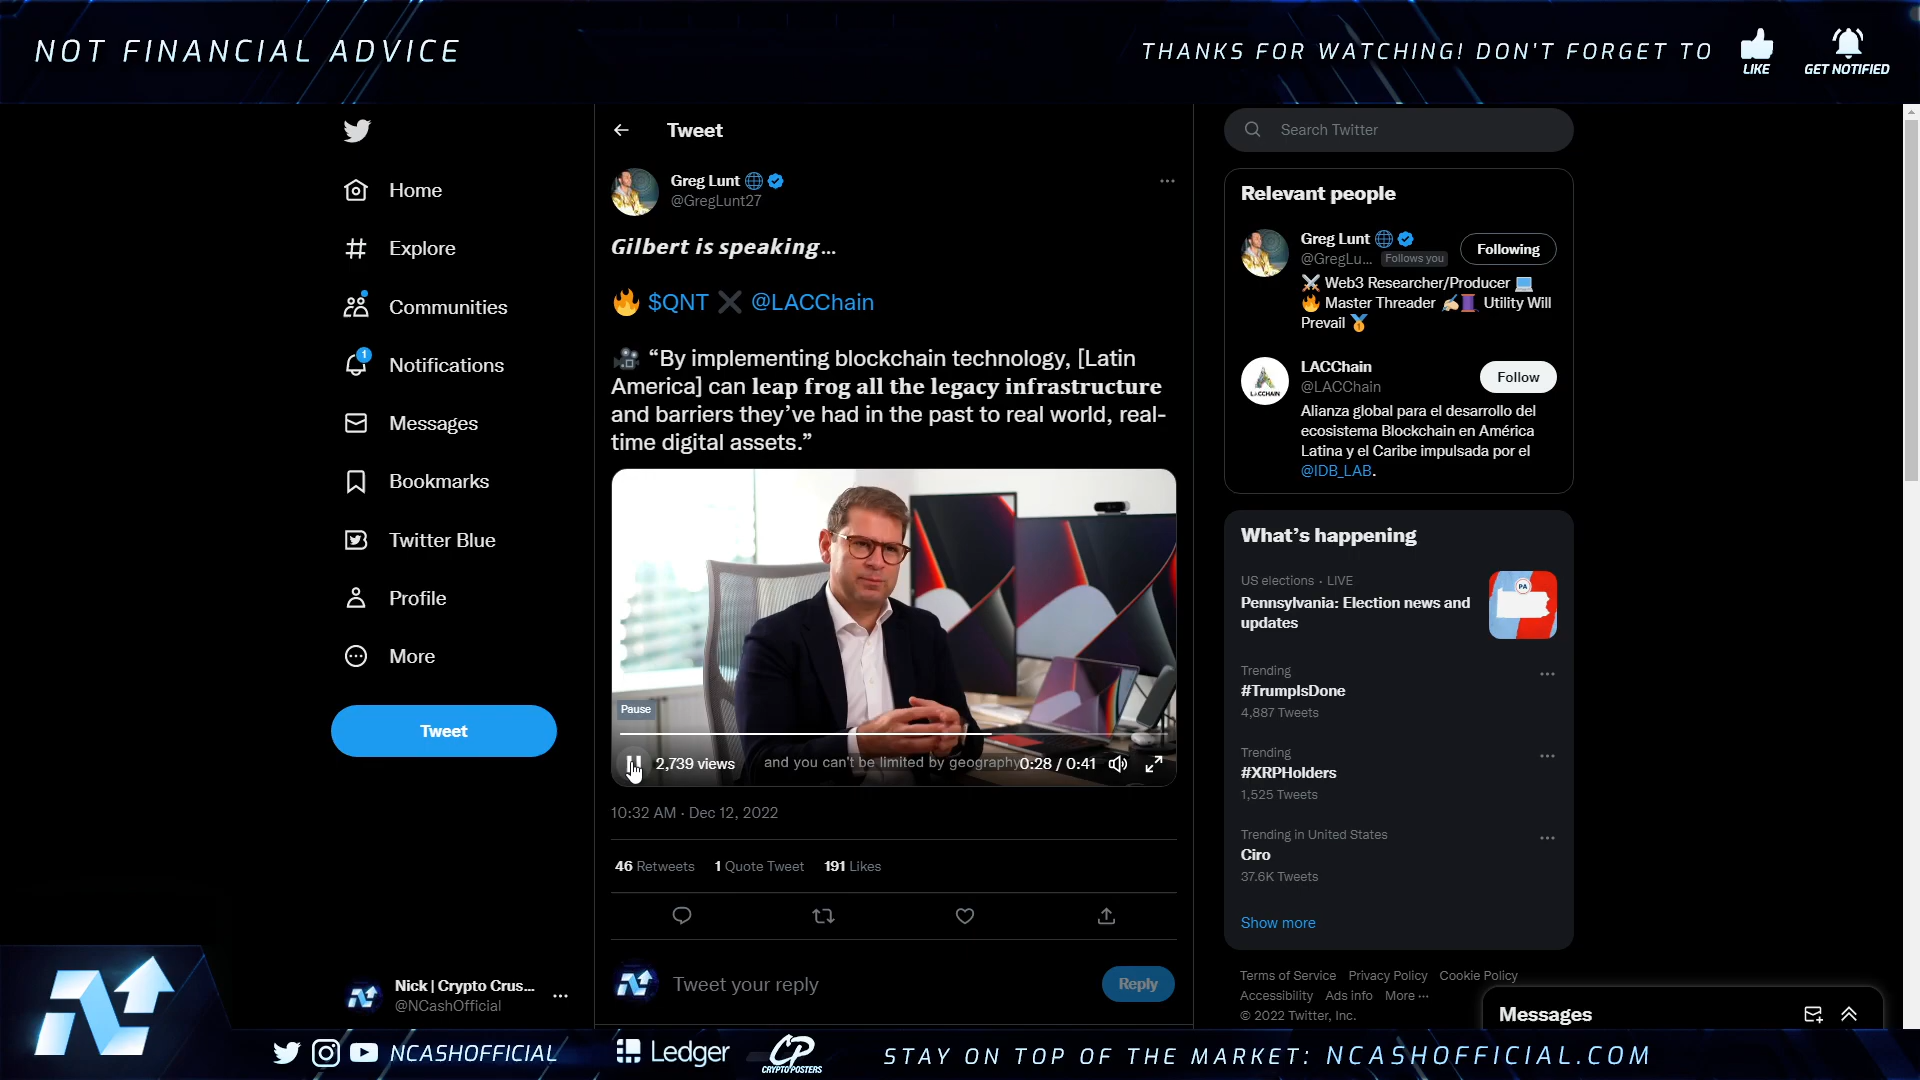 NOT FINANCIAL ADVICE
THANKS FOR WATCHING! DON'T FORGET TO
LIKE
GET NOTIFIED
Home
Explore
Communities
1
Notifications
Messages
Bookmarks
Twitter Blue
Profile
More
Tweet
Nick | Crypto Crus...
@NCashOfficial
Tweet
Greg Lunt
@GregLunt27
Gilbert is speaking...
$QNT @LACChain
“By implementing blockchain technology, [Latin
America] can leap frog all the legacy infrastructure
and barriers they’ve had in the past to real world, real-
time digital assets.”
Pause
2,739 views
and you can't be limited by geography
0:28 / 0:41
10:32 AM · Dec 12, 2022
46 Retweets 1 Quote Tweet 191 Likes
Tweet your reply
Reply
Search Twitter
Relevant people
Greg Lunt
@GregLu... Follows you
Following
Web3 Researcher/Producer
Master Threader Utility Will
Prevail
LACChain
@LACChain
Follow
LACCHAIN
Alianza global para el desarrollo del
ecosistema Blockchain en América
Latina y el Caribe impulsada por el
@IDB_LAB.
What’s happening
US elections · LIVE
Pennsylvania: Election news and
updates
PA
Trending
#TrumpIsDone
4,887 Tweets
Trending
#XRPHolders
1,525 Tweets
Trending in United States
Ciro
37.6K Tweets
Show more
Terms of Service Privacy Policy Cookie Policy
Accessibility Ads info More ...
© 2022 Twitter, Inc.
Messages
NCASHOFFICIAL
Ledger
CP
CRYPTO POSTERS
STAY ON TOP OF THE MARKET: NCASHOFFICIAL.COM